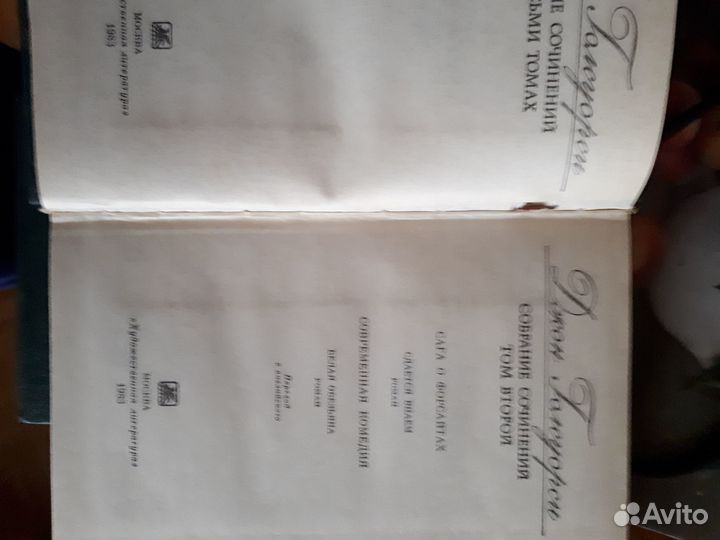 Голсуорси
СОЧИНЕНИЙ
ТОМАХ
МОСКВА
1983
Джон Голсуорси
СОБРАНИЕ СОЧИНЕНИЙ
ТОМ ВТОРОЙ
САГА О ФОРСАЙТАХ
СДАЕТСЯ ВНАЕМ
РОМАН
СОВРЕМЕННАЯ КОМЕДИЯ
БЕЛАЯ ОБЕЗЬЯНА
РОМАН
Перевод
с английского
МОСКВА
«Художественная литература»
1983
Avito